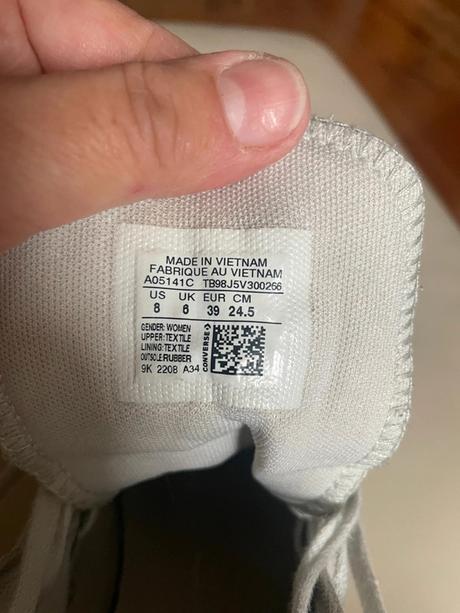 MADE IN VIETNAM
FABRIQUE AU VIETNAM
A05141C TB98J5V300266
US UK EUR CM
8 6 39 24.5
GENDER: WOMEN
UPPER: TEXTILE
LINING: TEXTILE
OUTSOLE RUBBER
9K 2208 A34
CONVERSE